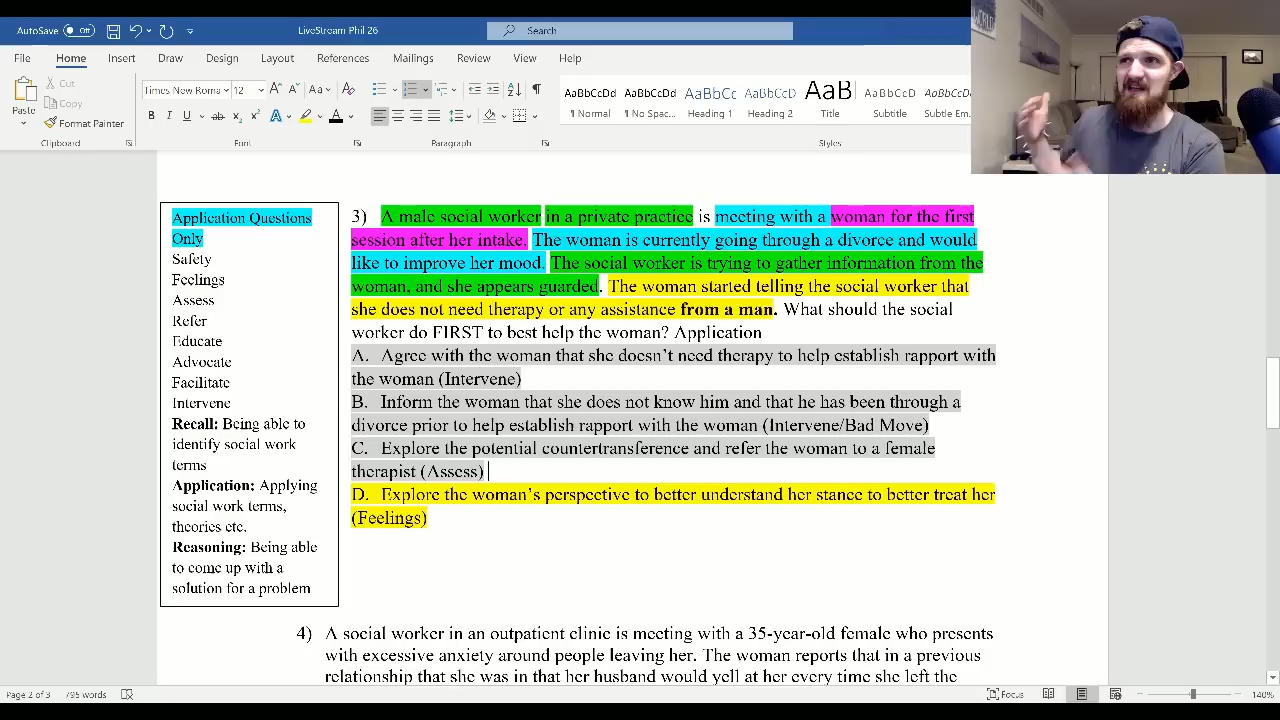 AutoSave Off
LiveStream Phil 26
Search
WORLD
File Home Insert Draw Design Layout References Mailings Review View Help
Paste
Cut
Copy
Format Painter
Clipboard
Times New Roma 12
Font
Paragraph
AaBbCcDd AaBbCcDd AaBbCc AaBbCcDd AaB AaBbCcDd AaBbCcD
¶ Normal ¶ No Spac... Heading 1 Heading 2 Title Subtitle Subtle Em...
Styles
Application Questions
Only
Safety
Feelings
Assess
Refer
Educate
Advocate
Facilitate
Intervene
Recall: Being able to
identify social work
terms
Application: Applying
social work terms,
theories etc.
Reasoning: Being able
to come up with a
solution for a problem
3) A male social worker in a private practice is meeting with a woman for the first
session after her intake. The woman is currently going through a divorce and would
like to improve her mood. The social worker is trying to gather information from the
woman, and she appears guarded. The woman started telling the social worker that
she does not need therapy or any assistance from a man. What should the social
worker do FIRST to best help the woman? Application
A. Agree with the woman that she doesn't need therapy to help establish rapport with
the woman (Intervene)
B. Inform the woman that she does not know him and that he has been through a
divorce prior to help establish rapport with the woman (Intervene/Bad Move)
C. Explore the potential countertransference and refer the woman to a female
therapist (Assess)
D. Explore the woman's perspective to better understand her stance to better treat her
(Feelings)
4) A social worker in an outpatient clinic is meeting with a 35-year-old female who presents
with excessive anxiety around people leaving her. The woman reports that in a previous
relationship that she was in that her husband would yell at her every time she left the
Page 2 of 3 795 words
Focus
140%